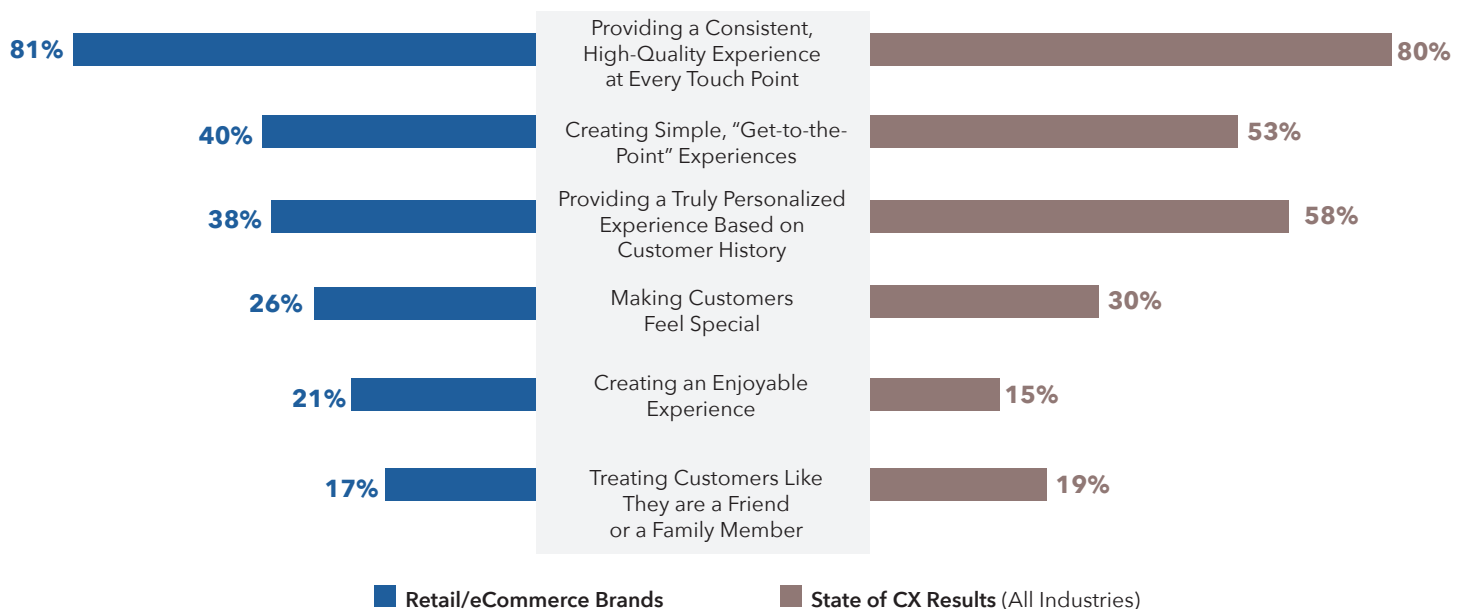 81%
Providing a Consistent,
High-Quality Experience
at Every Touch Point
80%
40%
Creating Simple, “Get-to-the-
Point” Experiences
53%
38%
Providing a Truly Personalized
Experience Based on
Customer History
58%
26%
Making Customers
Feel Special
30%
21%
Creating an Enjoyable
Experience
15%
17%
Treating Customers Like
They are a Friend
or a Family Member
19%
Retail/eCommerce Brands
State of CX Results (All Industries)